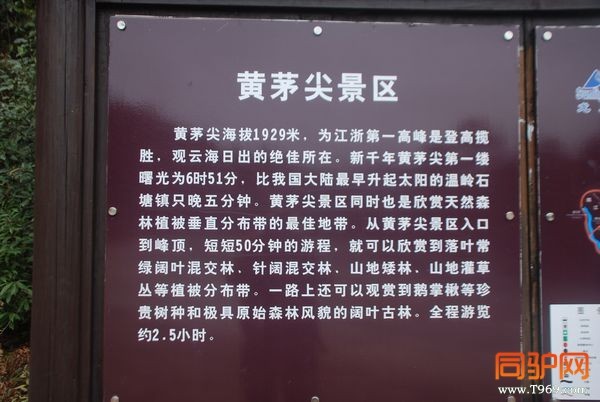 黄茅尖景区
黄茅尖海拔1929米，为江浙第一高峰是登高揽
胜，观云海日出的绝佳所在。新千年黄茅尖第一缕
曙光为6时51分，比我国大陆最早升起太阳的温岭石
塘镇只晚五分钟。黄茅尖景区同时也是欣赏天然森
林植被垂直分布带的最佳地带。从黄茅尖景区入口
到峰顶，短短50分钟的游程，就可以欣赏到落叶常
绿阔叶混交林、针阔混交林、山地矮林、山地灌草
丛等植被分布带。一路上还可以观赏到鹅掌楸等珍
贵树种和极具原始森林风貌的阔叶古林。全程游览
约2.5小时。
同驴网
www.T969.com